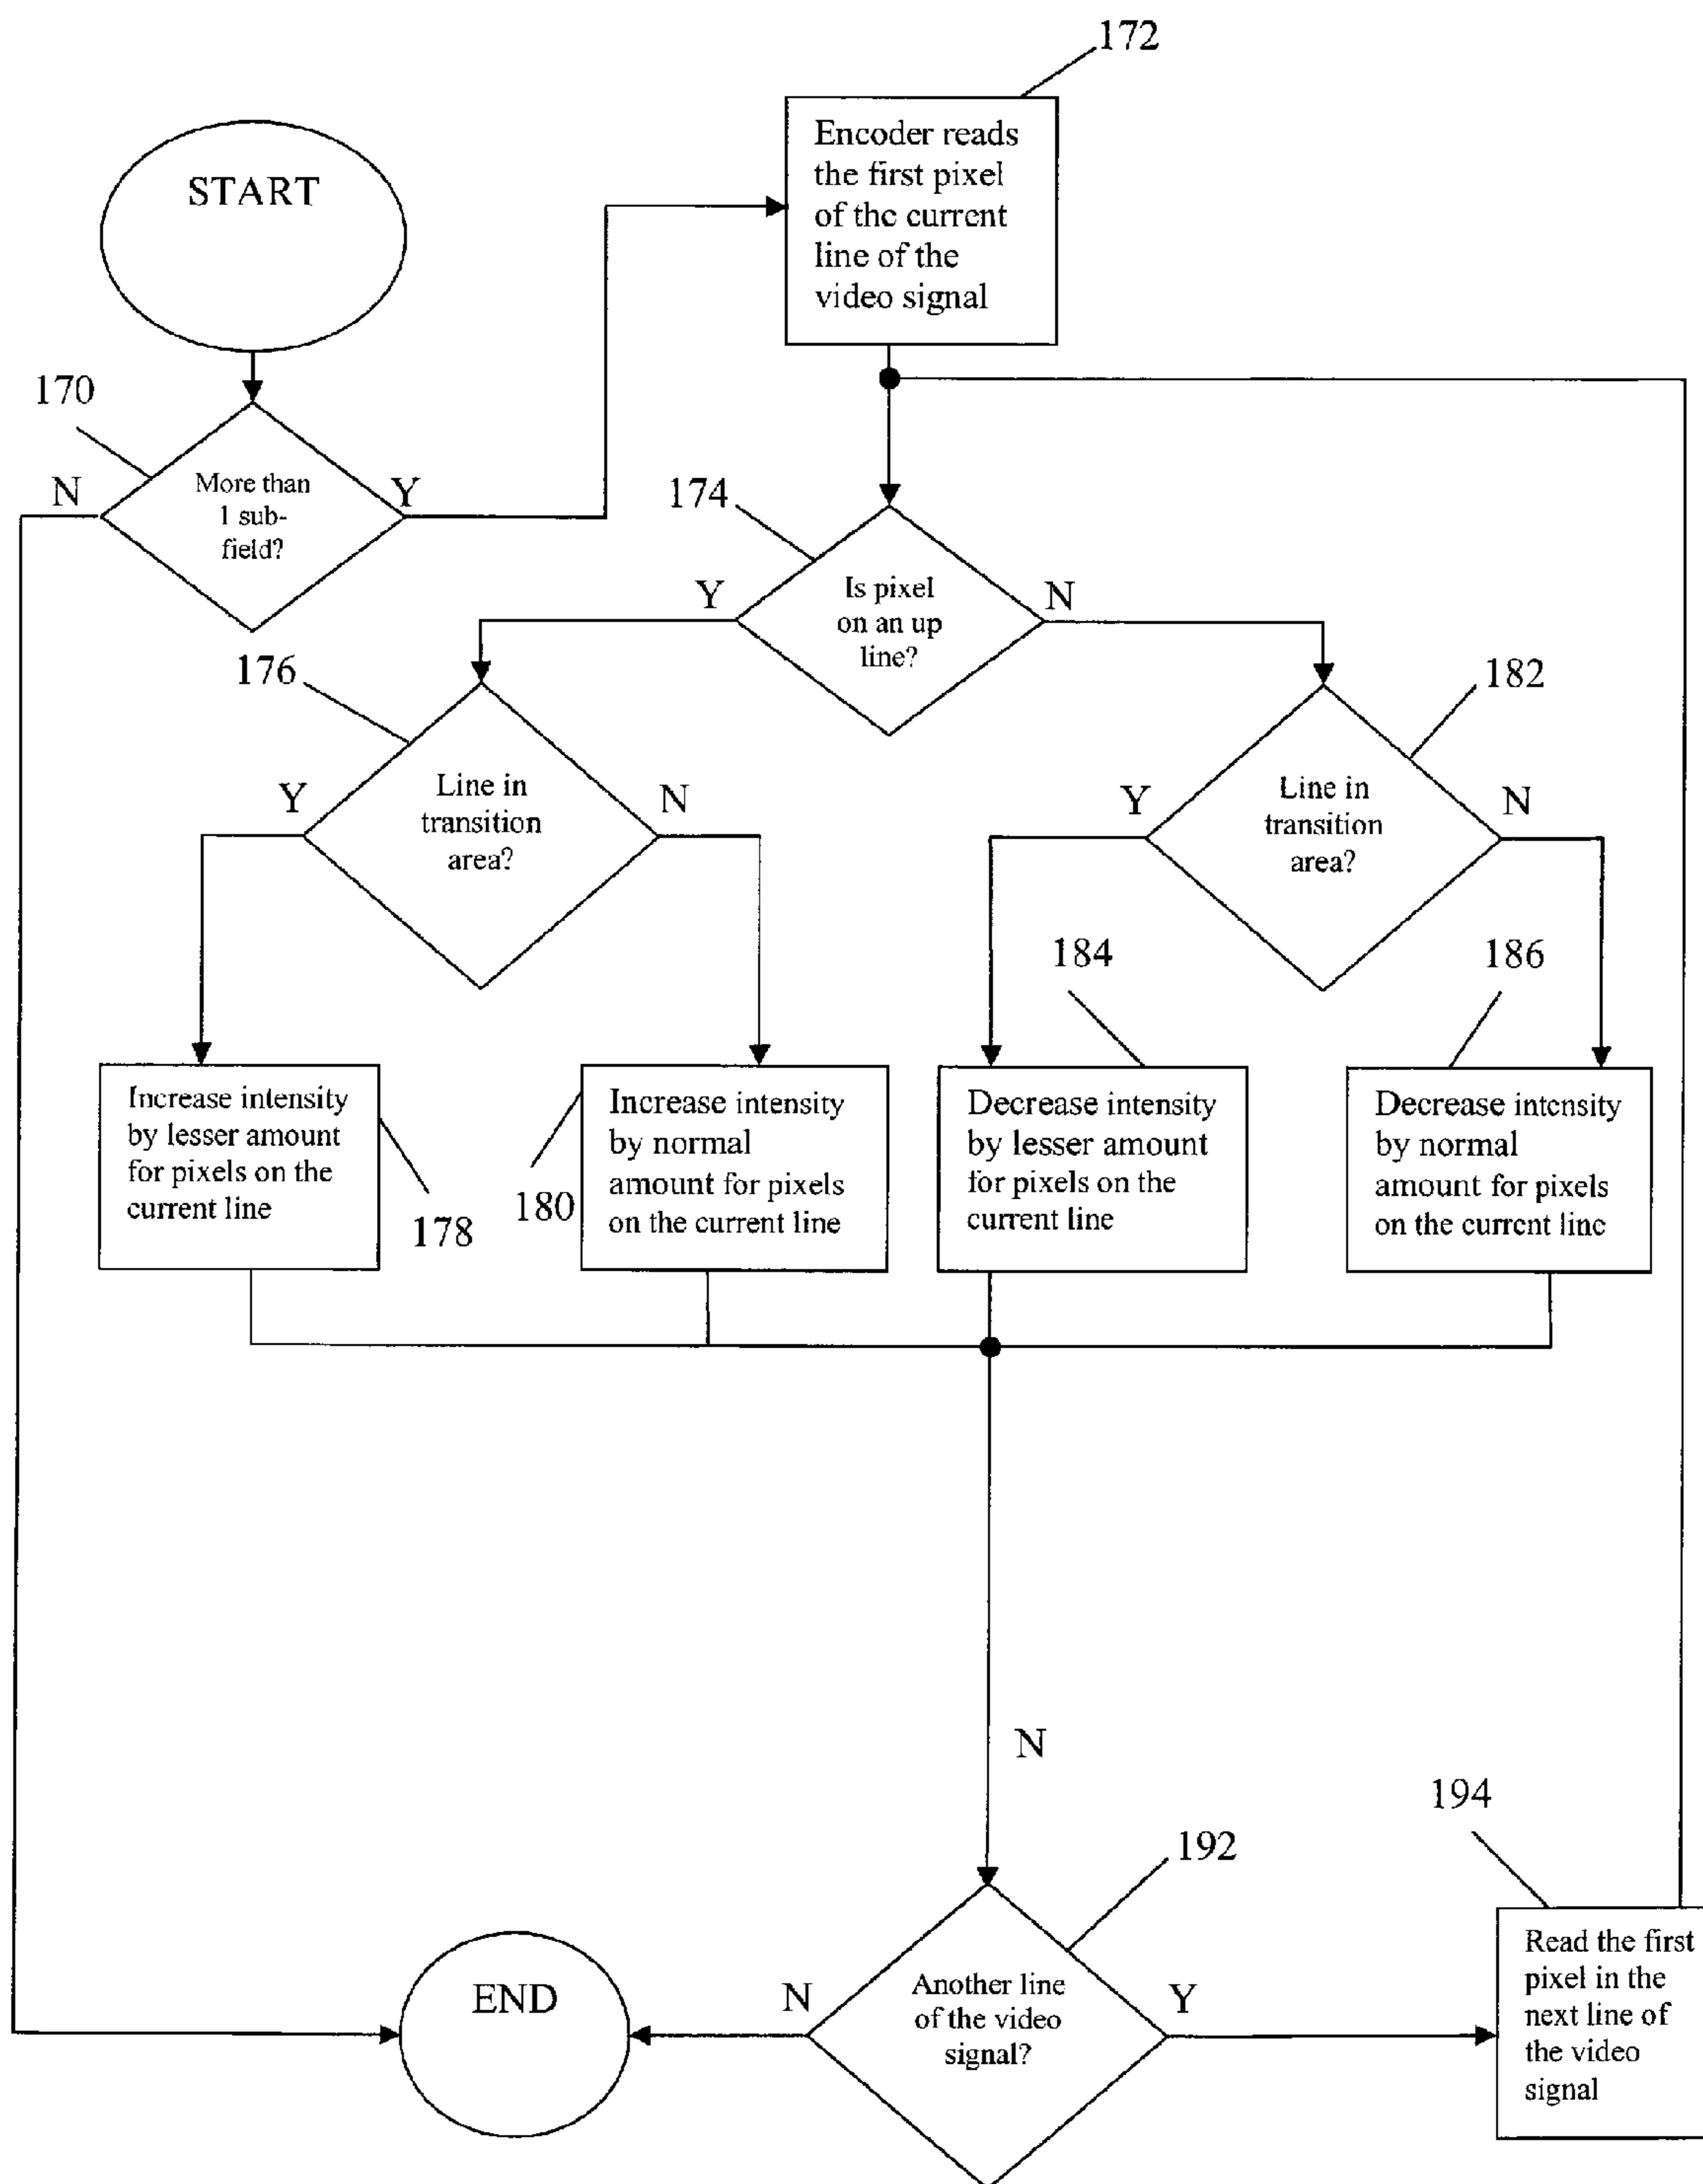 172
START
Encoder reads
the first pixel
of the current
line of the
video signal
170
N
More than
1 sub-
field?
Y
174
Y
Is pixel
on an up
line?
N
176
182
Y
Line in
transition
area?
N
Y
Line in
transition
area?
N
184
186
Increase intensity
by lesser amount
for pixels on the
current line
178
180
Increase intensity
by normal
amount for pixels
on the current line
Decrease intensity
by lesser amount
for pixels on the
current line
Decrease intensity
by normal
amount for pixels
on the current line
N
192
194
END
N
Another line
of the video
signal?
Y
Read the first
pixel in the
next line of
the video
signal